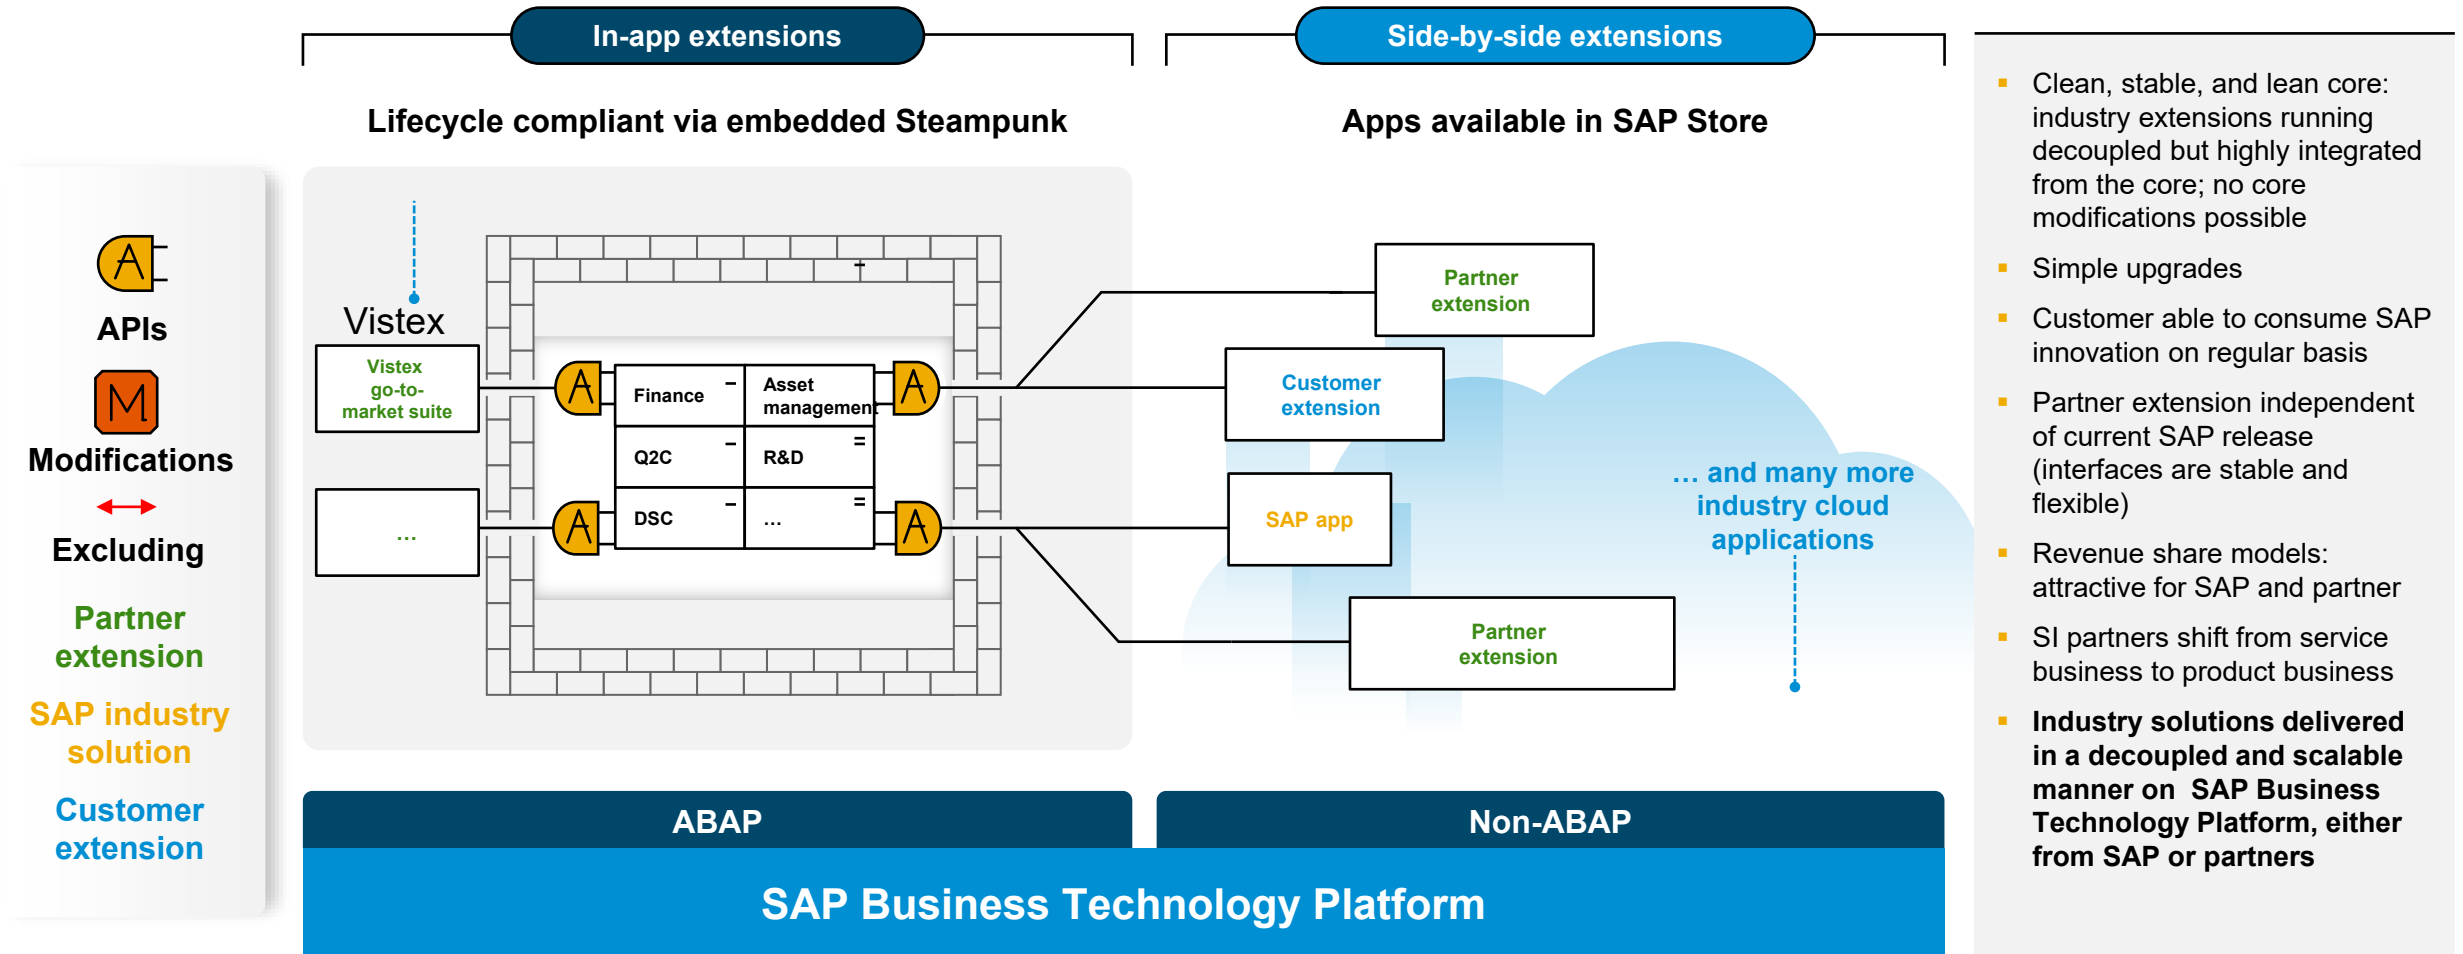 In-app extensions
Side-by-side extensions
Lifecycle compliant via embedded Steampunk
Apps available in SAP Store
A
APIs
M
Modifications
Excluding
Partner
extension
SAP industry
solution
Customer
extension
Vistex
Vistex
go-to-
market suite
...
A
A
A
A
Finance
Asset
management
Q2C
R&D
DSC
...
Partner
extension
Customer
extension
SAP app
Partner
extension
... and many more
industry cloud
applications
ABAP
Non-ABAP
SAP Business Technology Platform
▪ Clean, stable, and lean core:
industry extensions running
decoupled but highly integrated
from the core; no core
modifications possible
▪ Simple upgrades
▪ Customer able to consume SAP
innovation on regular basis
▪ Partner extension independent
of current SAP release
(interfaces are stable and
flexible)
▪ Revenue share models:
attractive for SAP and partner
▪ SI partners shift from service
business to product business
▪ Industry solutions delivered
in a decoupled and scalable
manner on  SAP Business
Technology Platform, either
from SAP or partners